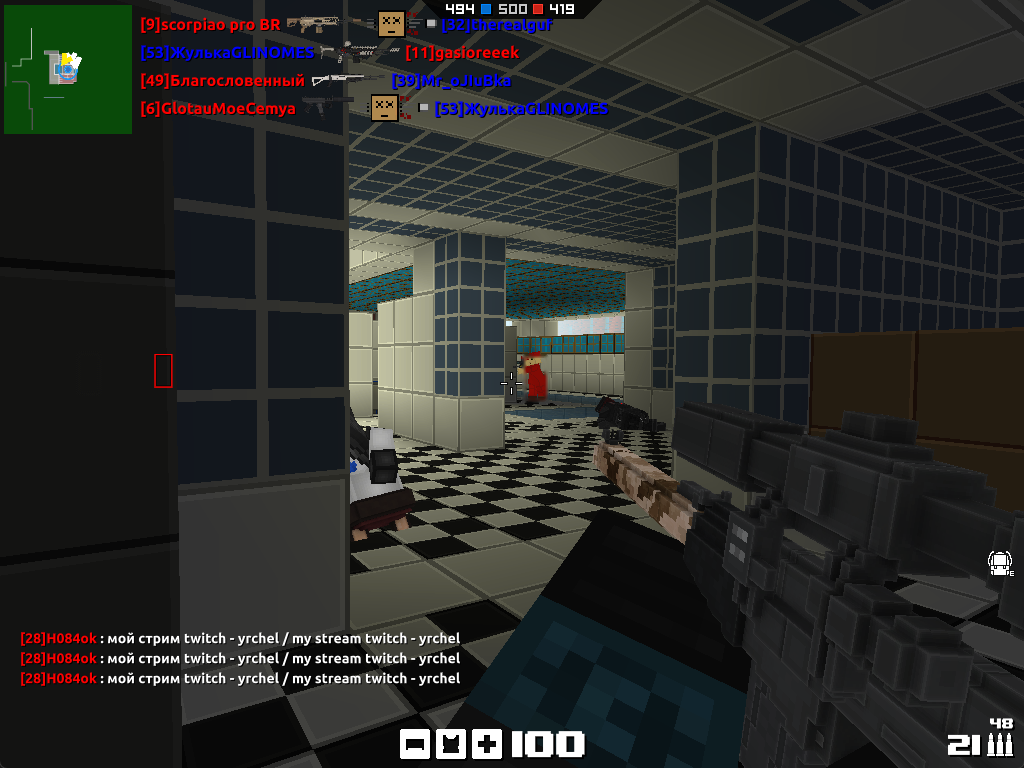 494 500 419
[9]scorpiao pro BR [32]therealguf
[53]ЖулькаGLINOMES [11]gasioreeek
[49]Благословенный [39]Mr_oJIuBka
[6]GlotauMoeCemya [53]ЖулькаGLINOMES
E
[28]H084ok : мой стрим twitch - yrchel / my stream twitch - yrchel
[28]H084ok : мой стрим twitch - yrchel / my stream twitch - yrchel
[28]H084ok : мой стрим twitch - yrchel / my stream twitch - yrchel
48
100 21